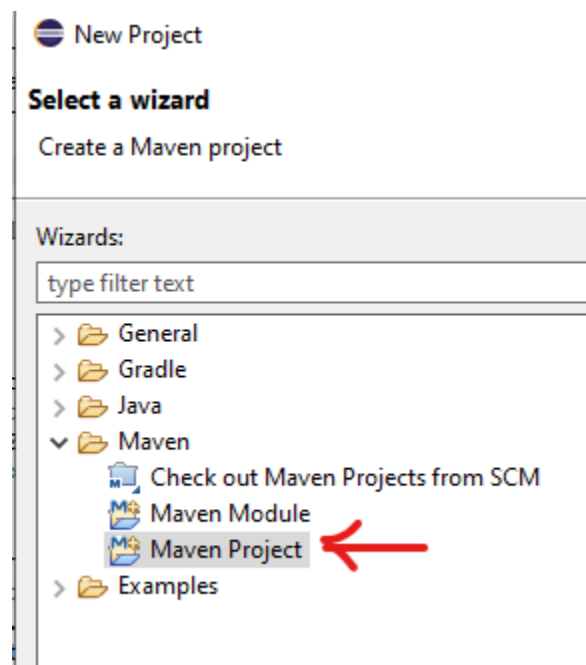 New Project
Select a wizard
Create a Maven project
Wizards:
type filter text
General
Gradle
Java
Maven
Check out Maven Projects from SCM
Maven Module
Maven Project
Examples